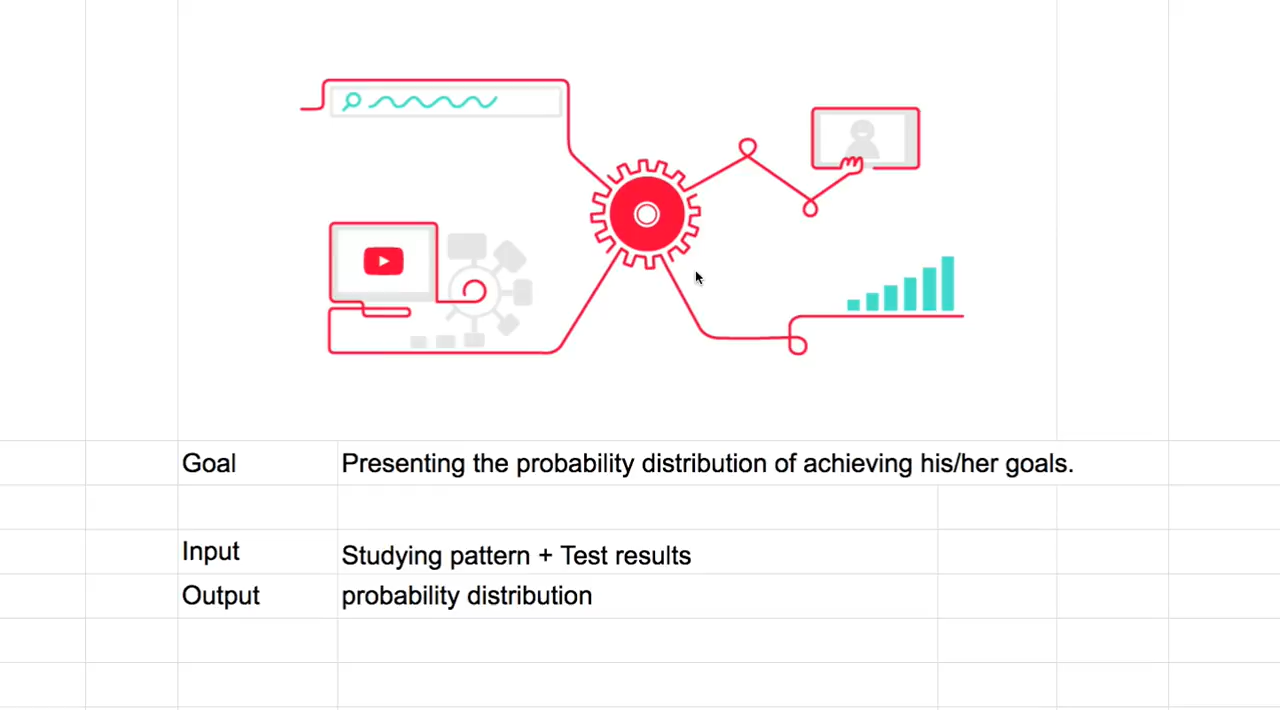 Goal
Presenting the probability distribution of achieving his/her goals.
Input
Studying pattern + Test results
Output
probability distribution